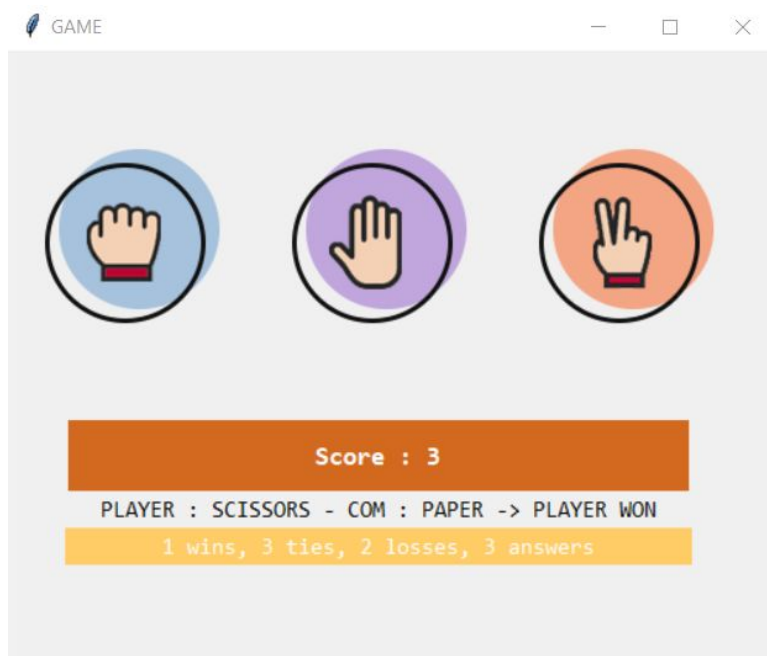 GAME
Score : 3
PLAYER : SCISSORS - COM : PAPER -> PLAYER WON
1 wins, 3 ties, 2 losses, 3 answers